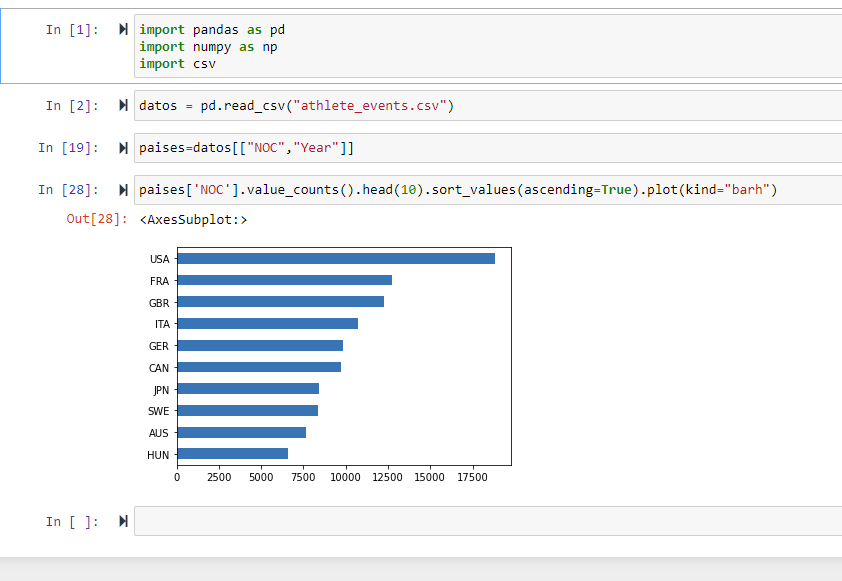 In [1]:
import pandas as pd
import numpy as np
import csv
In [2]:
datos = pd.read_csv("athlete_events.csv")
In [19]:
paises=datos[["NOC","Year"]]
In [28]:
paises['NOC'].value_counts().head(10).sort_values(ascending=True).plot(kind="barh")
Out[28]:
<AxesSubplot:>
USA
FRA
GBR
ITA
GER
CAN
JPN
SWE
AUS
HUN
0 2500 5000 7500 10000 12500 15000 17500
In [ ]: